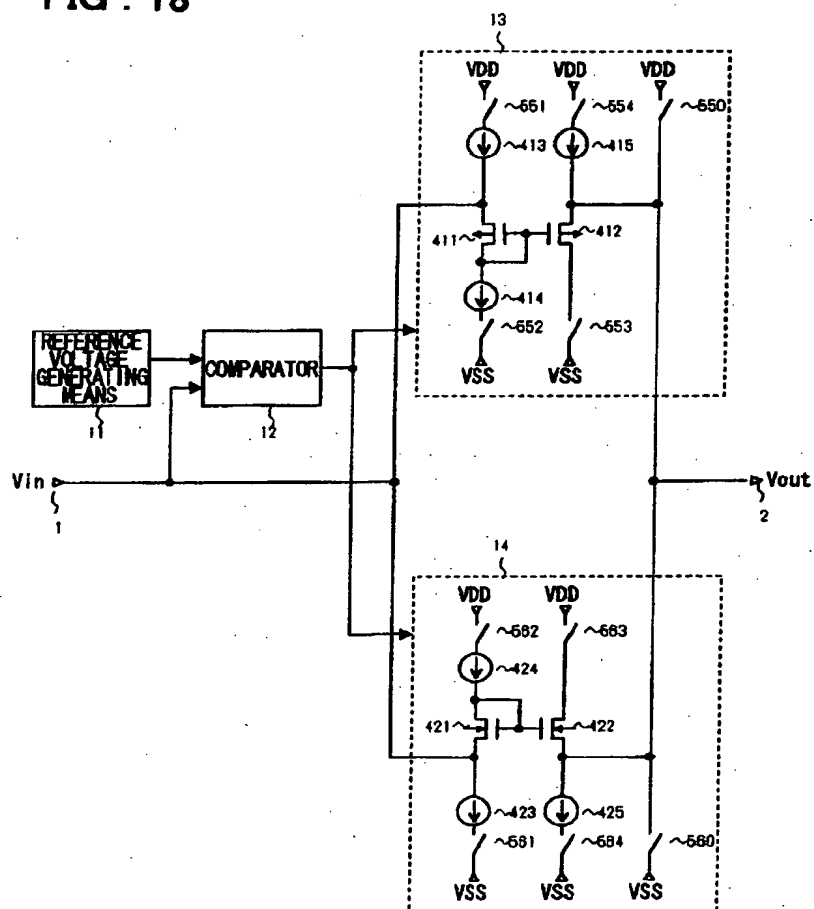 FIG . 18
13
VDD VDD VDD
551 554 550
413 415
411 412
414
552 553
VSS VSS
REFERENCE
VOLTAGE
GENERATING
MEANS
COMPARATOR
11 12
Vin
1
Vout
2
14
VDD VDD
562 563
424
421 422
423 425
561 564 560
VSS VSS VSS